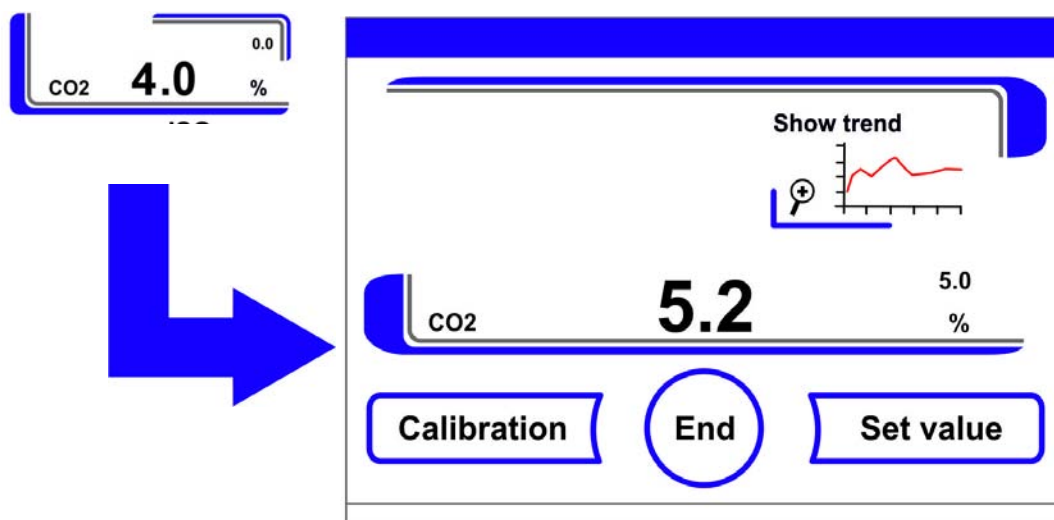 0.0
CO2 4.0 %
Show trend
5.0
CO2 5.2 %
Calibration End Set value